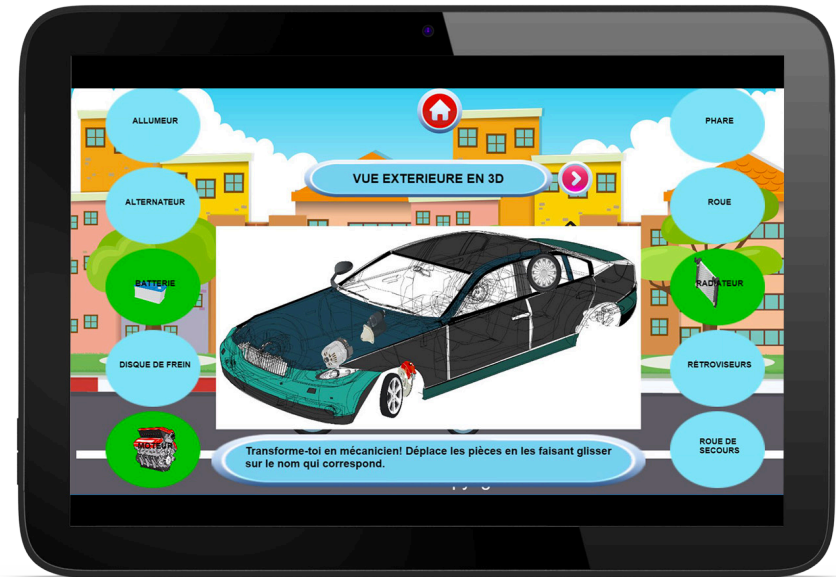 ALLUMEUR
PHARE
VUE EXTERIEURE EN 3D
ALTERNATEUR
ROUE
BATTERIE
RADIATEUR
DISQUE DE FREIN
RÉTROVISEURS
MOTEUR
ROUE DE
SECOURS
Transforme-toi en mécanicien! Déplace les pièces en les faisant glisser
sur le nom qui correspond.